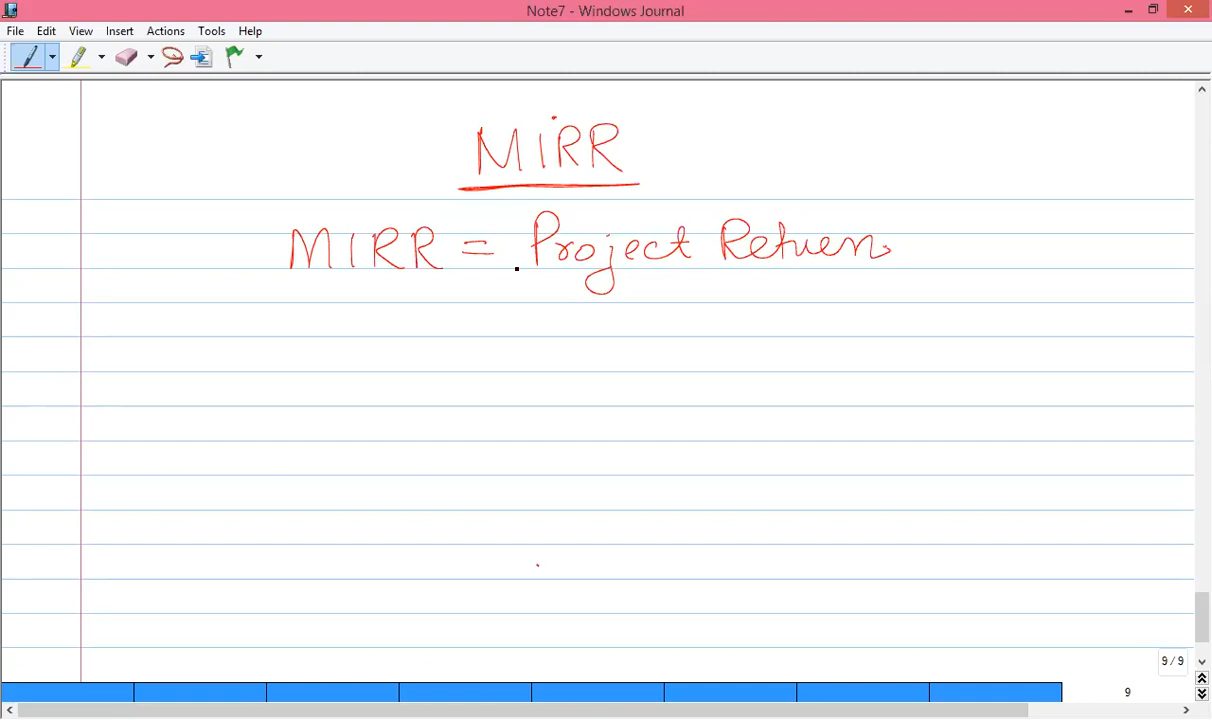 Note7 - Windows Journal
File Edit View Insert Actions Tools Help
MiRR
MIRR = Project Return
9 / 9
9